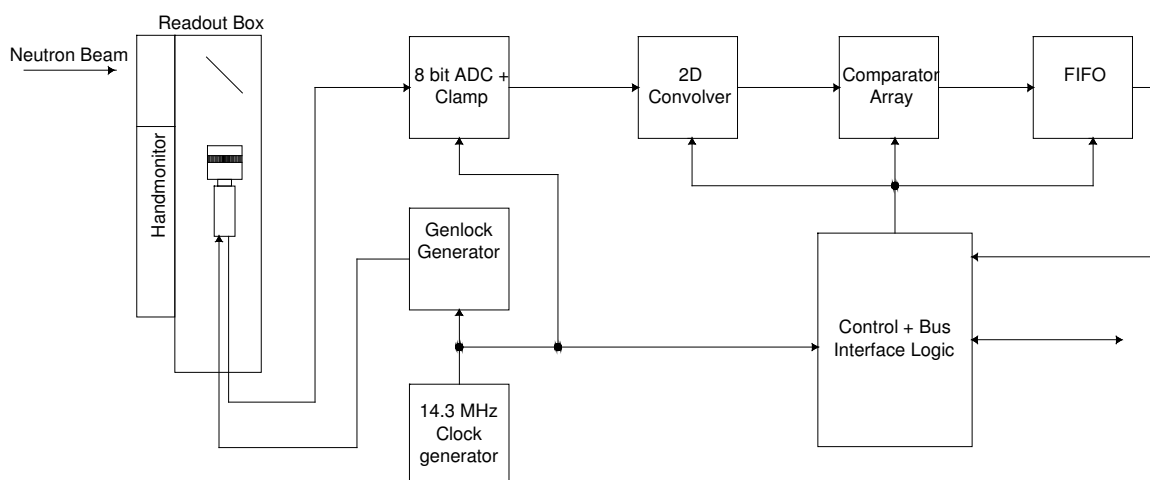 Readout Box
Neutron Beam
Handmonitor
8 bit ADC +
Clamp
2D
Convolver
Comparator
Array
FIFO
Genlock
Generator
Control + Bus
Interface Logic
14.3 MHz
Clock
generator